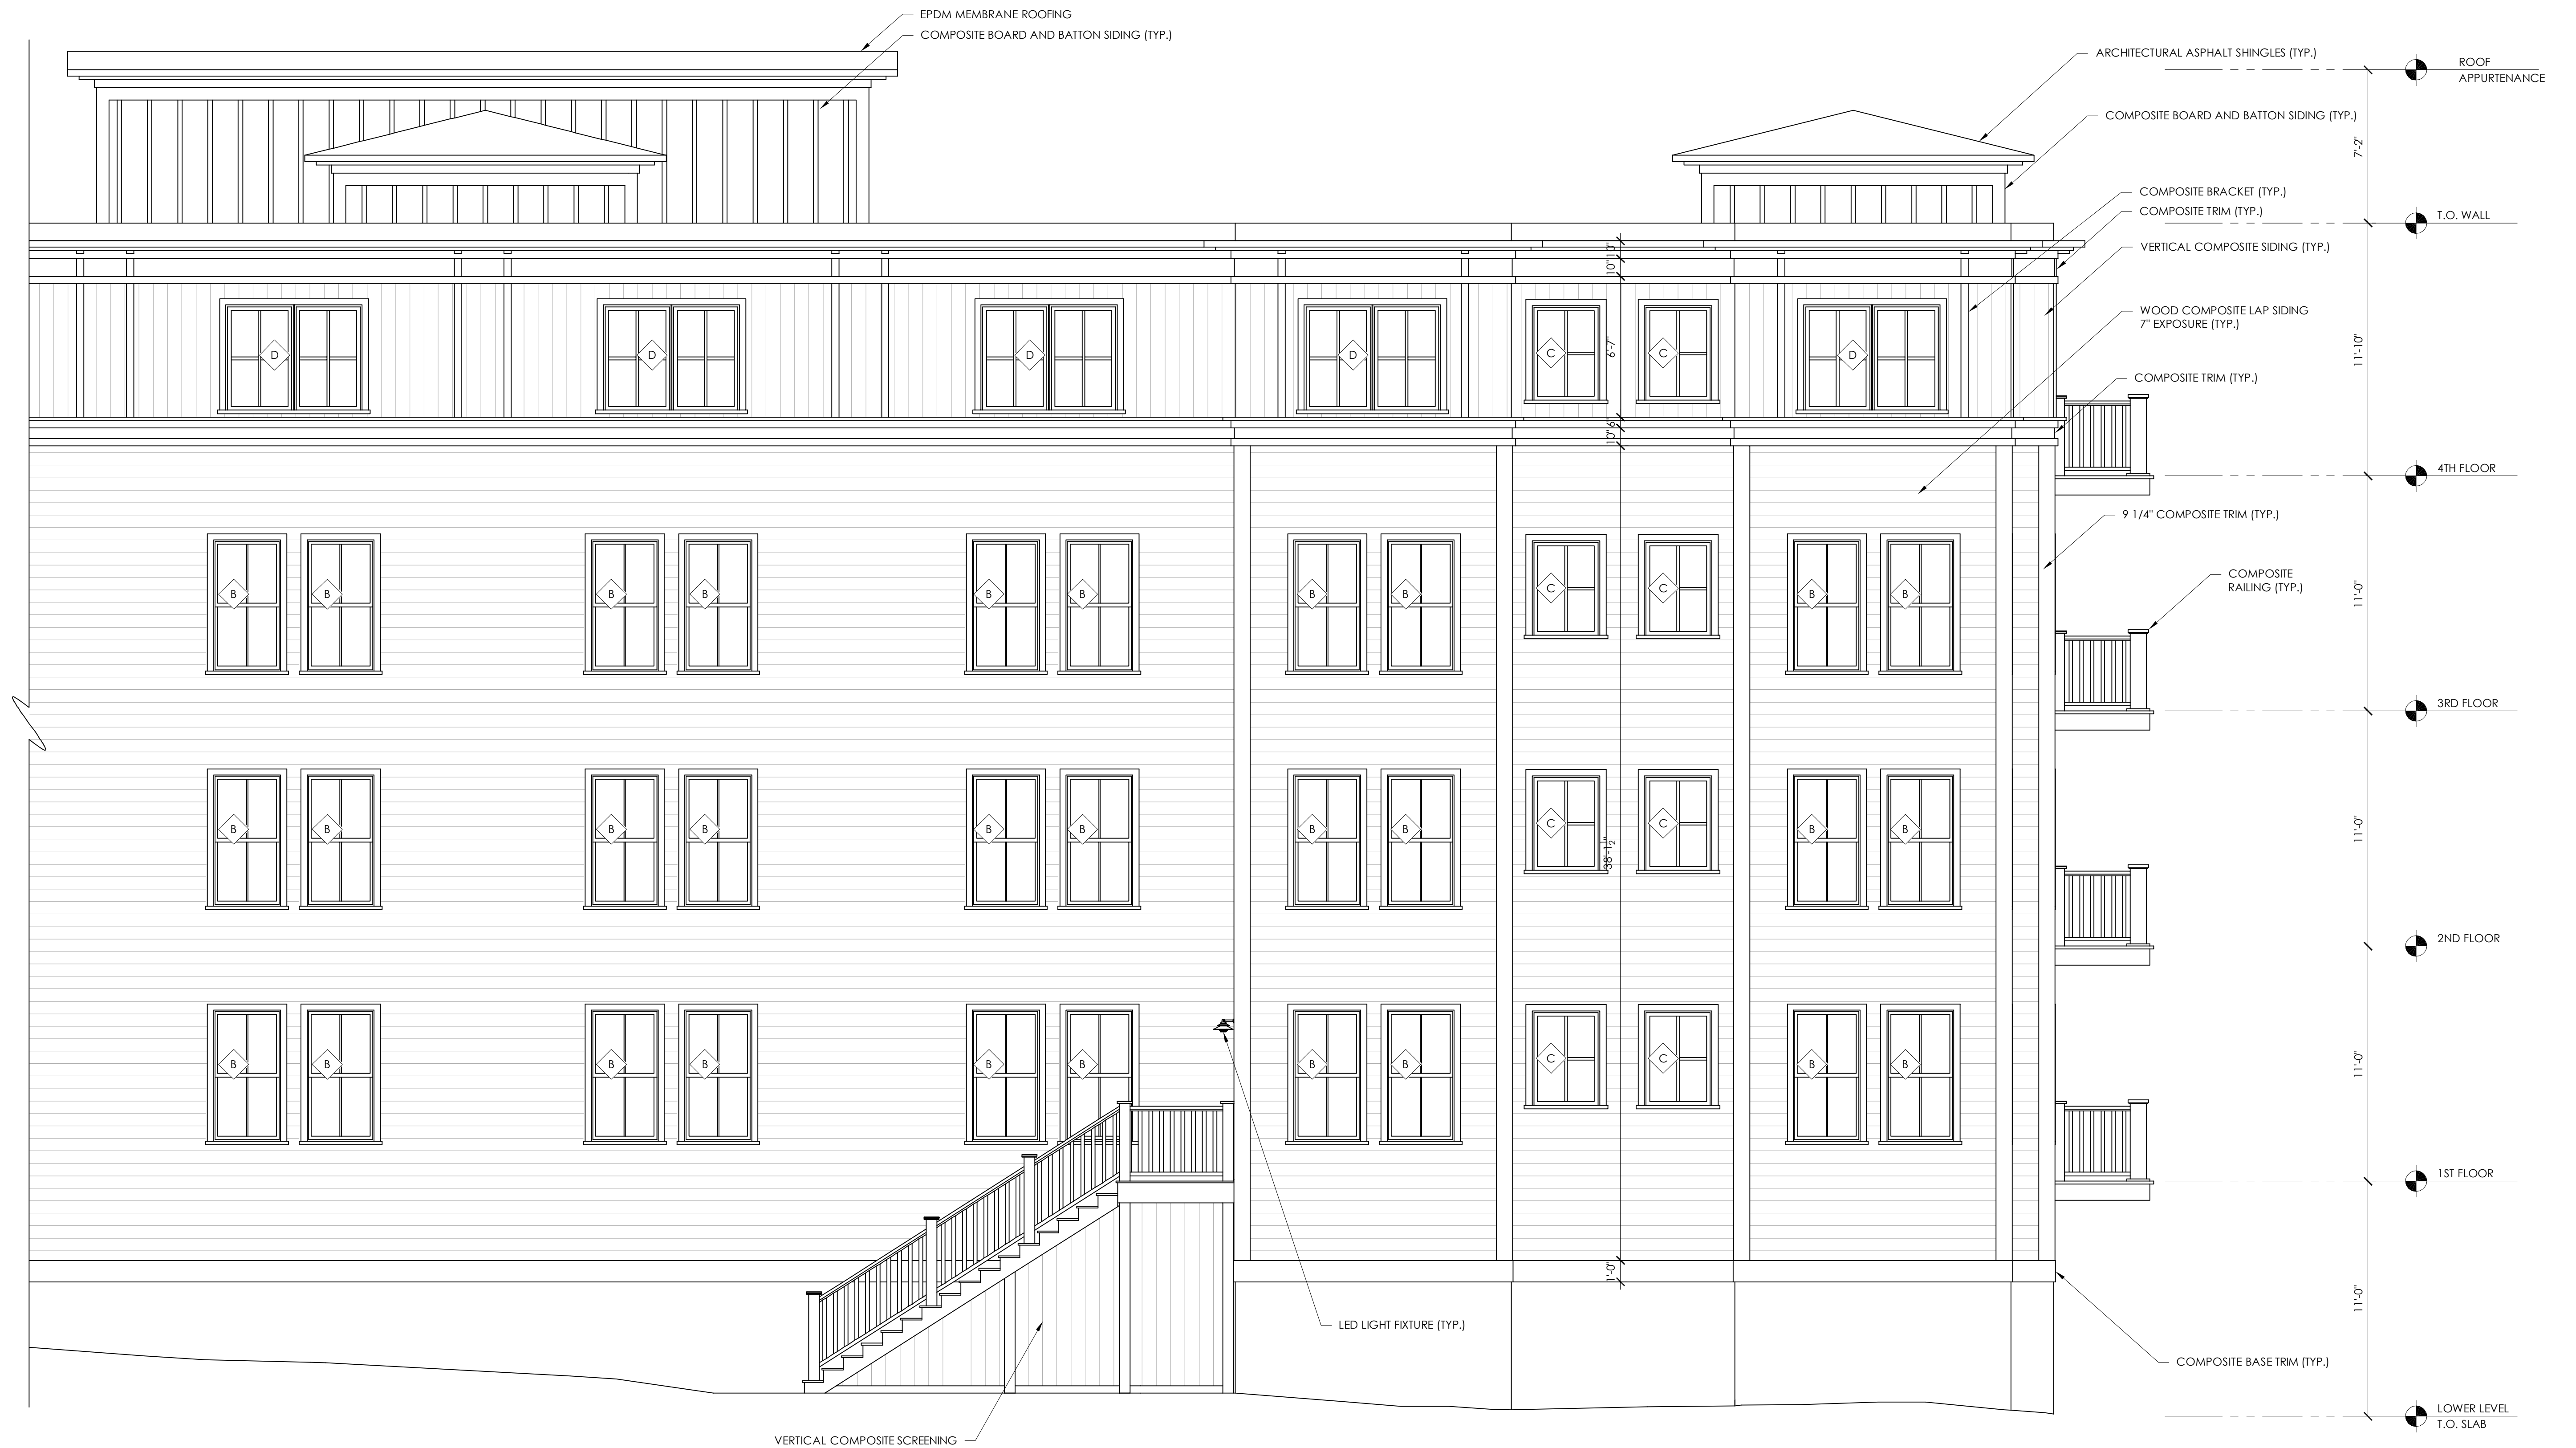 EPDM MEMBRANE ROOFING
COMPOSITE BOARD AND BATTON SIDING (TYP.)
ARCHITECTURAL ASPHALT SHINGLES (TYP.)
ROOF
APPURTENANCE
COMPOSITE BOARD AND BATTON SIDING (TYP.)
7'-2"
COMPOSITE BRACKET (TYP.)
COMPOSITE TRIM (TYP.)
T.O. WALL
VERTICAL COMPOSITE SIDING (TYP.)
10"
10"
WOOD COMPOSITE LAP SIDING
7" EXPOSURE (TYP.)
D D D D C C D
6'-7"
11'-10"
COMPOSITE TRIM (TYP.)
6"
10"
4TH FLOOR
9 1/4" COMPOSITE TRIM (TYP.)
COMPOSITE
RAILING (TYP.)
B B B B B B B B C C B B
11'-0"
3RD FLOOR
B B B B B B B B C C B B
38'-1½"
11'-0"
2ND FLOOR
B B B B B B B B C C B B
11'-0"
1ST FLOOR
1'-0"
11'-0"
LED LIGHT FIXTURE (TYP.)
COMPOSITE BASE TRIM (TYP.)
LOWER LEVEL
T.O. SLAB
VERTICAL COMPOSITE SCREENING